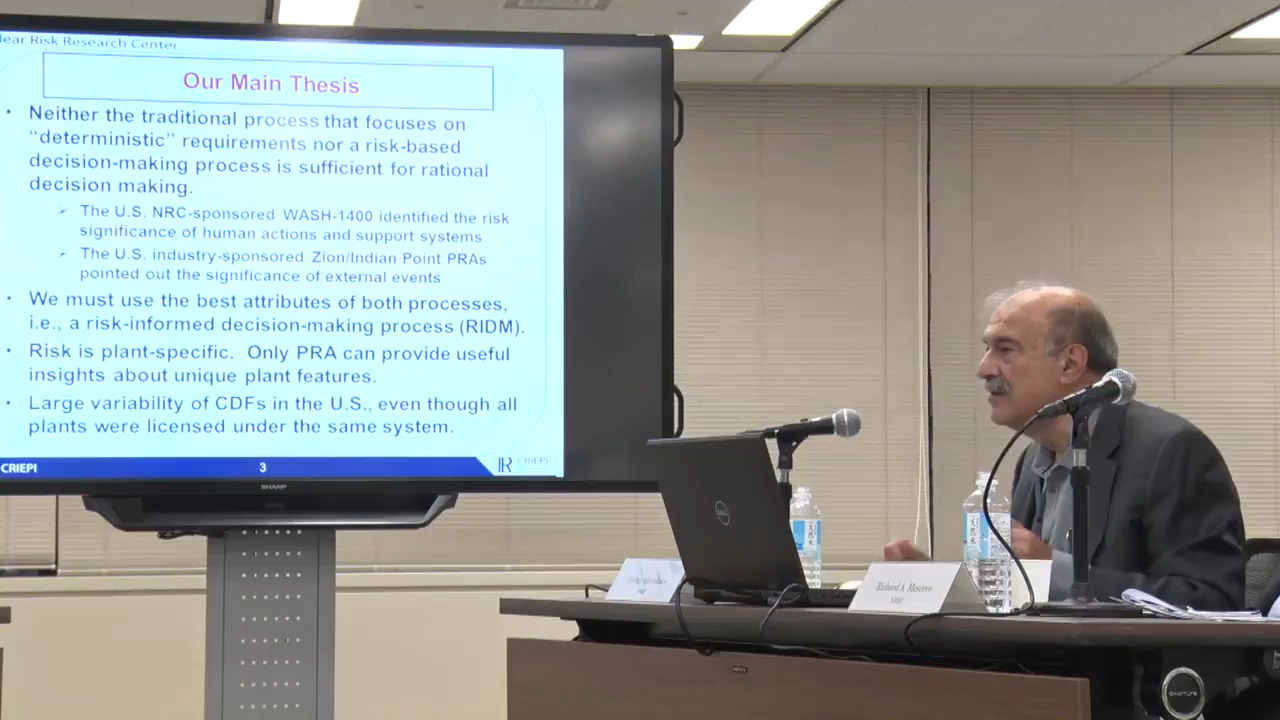 lear Risk Research Center
Our Main Thesis
• Neither the traditional process that focuses on
"deterministic" requirements nor a risk-based
decision-making process is sufficient for rational
decision making.
➢ The U.S. NRC-sponsored WASH-1400 identified the risk
significance of human actions and support systems
➢ The U.S. industry-sponsored Zion/Indian Point PRAs
pointed out the significance of external events
• We must use the best attributes of both processes,
i.e., a risk-informed decision-making process (RIDM).
• Risk is plant-specific. Only PRA can provide useful
insights about unique plant features.
• Large variability of CDFs in the U.S., even though all
plants were licensed under the same system.
CRIEPI
3
CRIEPI
SHARP
DELL
天然水
Richard A. Meserve